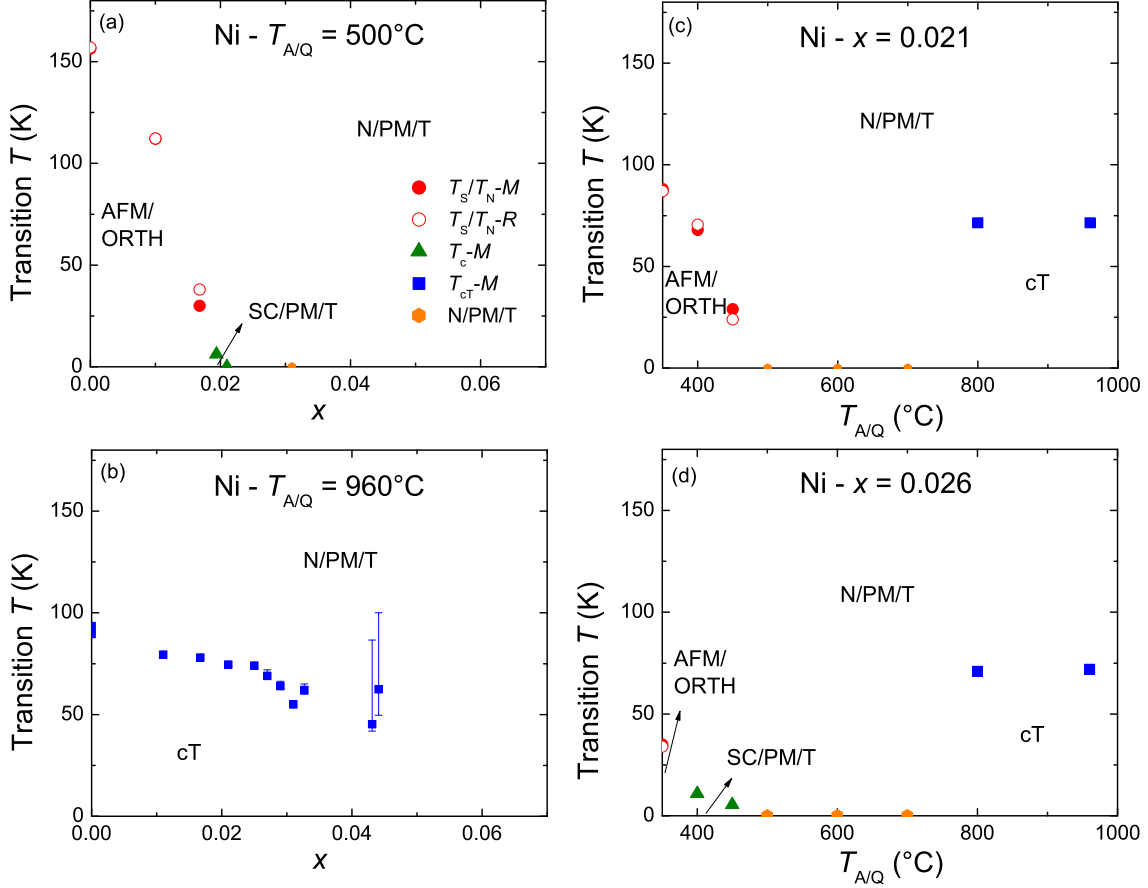 (a)
Ni - T_A/Q = 500°C
Transition T (K)
150
100
50
0
N/PM/T
AFM/
ORTH
SC/PM/T
T_S/T_N-M
T_S/T_N-R
T_c-M
T_cT-M
N/PM/T
0.00
0.02
0.04
0.06
x
(c)
Ni - x = 0.021
Transition T (K)
150
100
50
0
N/PM/T
AFM/
ORTH
cT
400
600
800
1000
T_A/Q (°C)
(b)
Ni - T_A/Q = 960°C
Transition T (K)
150
100
50
0
N/PM/T
cT
0.00
0.02
0.04
0.06
x
(d)
Ni - x = 0.026
Transition T (K)
150
100
50
0
N/PM/T
AFM/
ORTH
SC/PM/T
cT
400
600
800
1000
T_A/Q (°C)